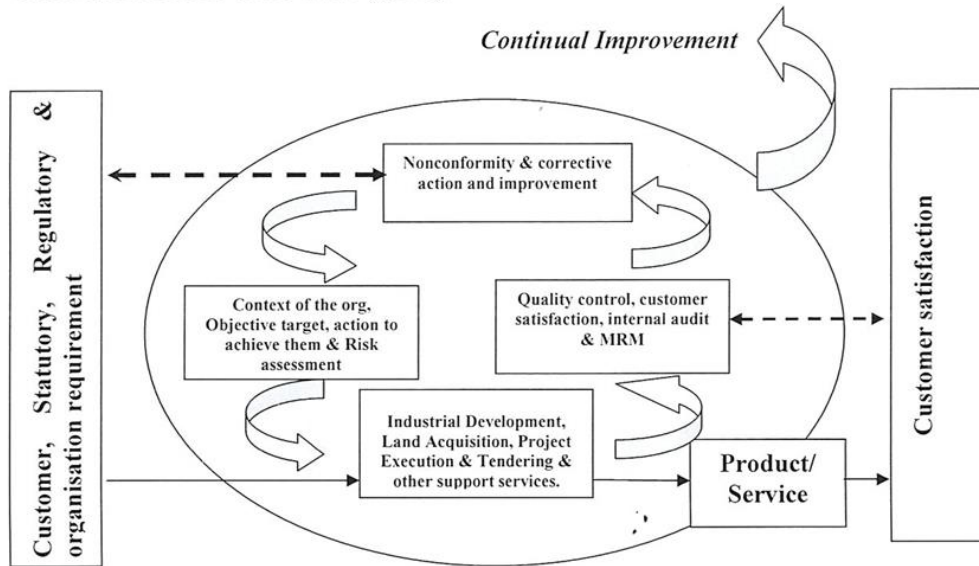 Continual Improvement
Customer, Statutory, Regulatory &
organisation requirement
Nonconformity & corrective
action and improvement
Context of the org,
Objective target, action to
achieve them & Risk
assessment
Quality control, customer
satisfaction, internal audit
& MRM
Industrial Development,
Land Acquisition, Project
Execution & Tendering &
other support services.
Product/
Service
Customer satisfaction